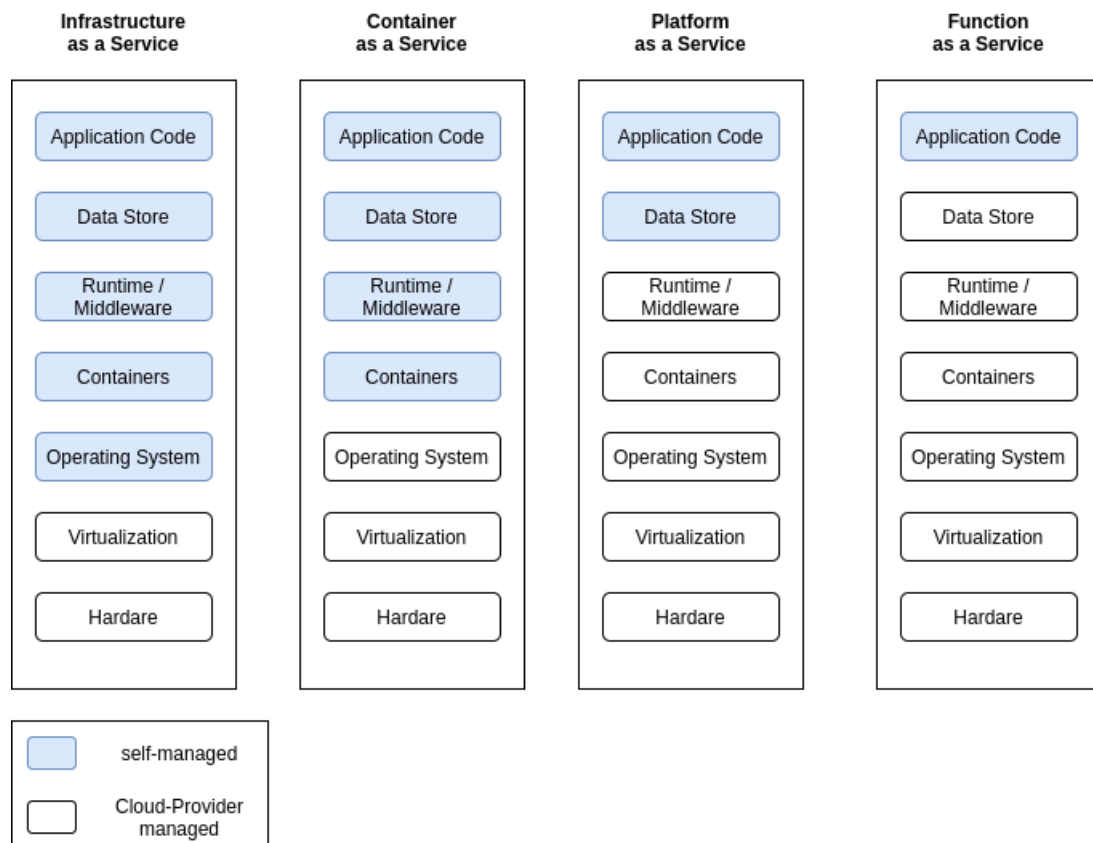 Infrastructure
as a Service
Application Code
Data Store
Runtime /
Middleware
Containers
Operating System
Virtualization
Hardare
Container
as a Service
Application Code
Data Store
Runtime /
Middleware
Containers
Operating System
Virtualization
Hardare
Platform
as a Service
Application Code
Data Store
Runtime /
Middleware
Containers
Operating System
Virtualization
Hardare
Function
as a Service
Application Code
Data Store
Runtime /
Middleware
Containers
Operating System
Virtualization
Hardare
self-managed
Cloud-Provider
managed